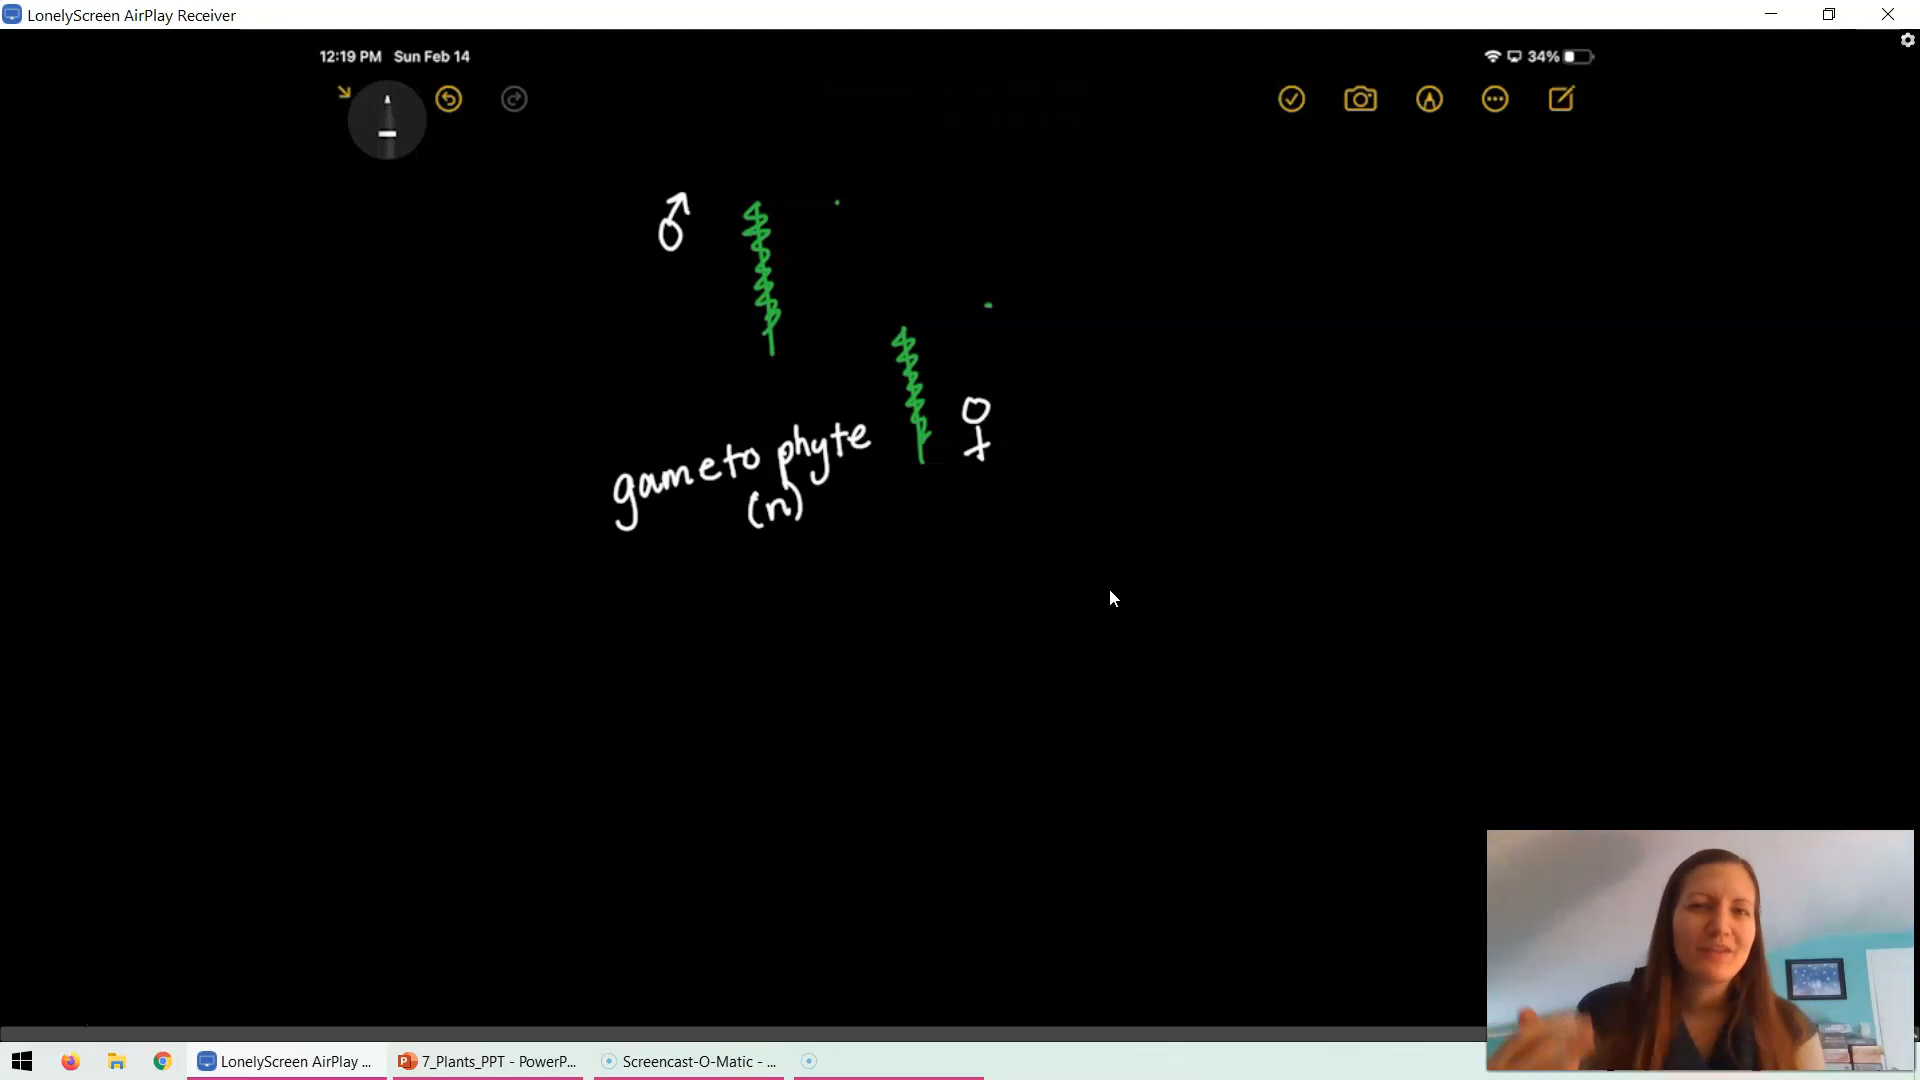 LonelyScreen AirPlay Receiver
12:19 PM Sun Feb 14
34%
♂
♀
gametophyte
(n)
LonelyScreen AirPlay ...
7_Plants_PPT - PowerP...
Screencast-O-Matic - ...